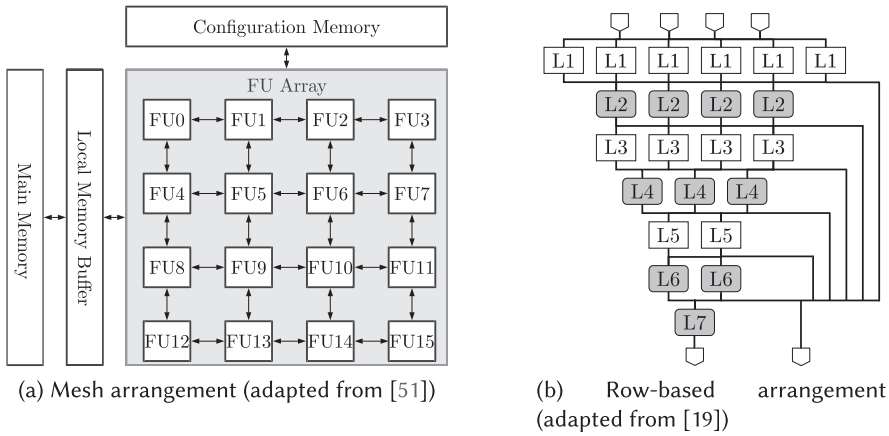 Configuration Memory
FU Array
Main Memory
Local Memory Buffer
FU0 FU1 FU2 FU3
FU4 FU5 FU6 FU7
FU8 FU9 FU10 FU11
FU12 FU13 FU14 FU15
(a) Mesh arrangement (adapted from [51])
L1 L1 L1 L1 L1 L1
L2 L2 L2 L2
L3 L3 L3 L3
L4 L4 L4
L5 L5
L6 L6
L7
(b) Row-based arrangement
(adapted from [19])